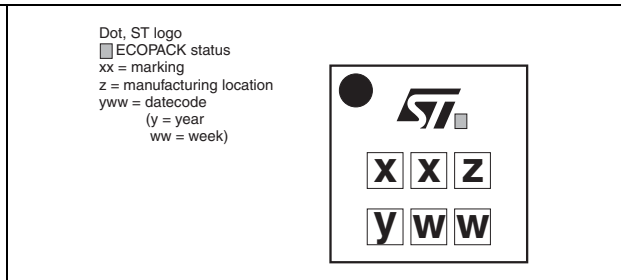 Dot, ST logo
ECOPACK status
xx = marking
z = manufacturing location
yww = datecode
(y = year
ww = week)
ST
x x z
y w w